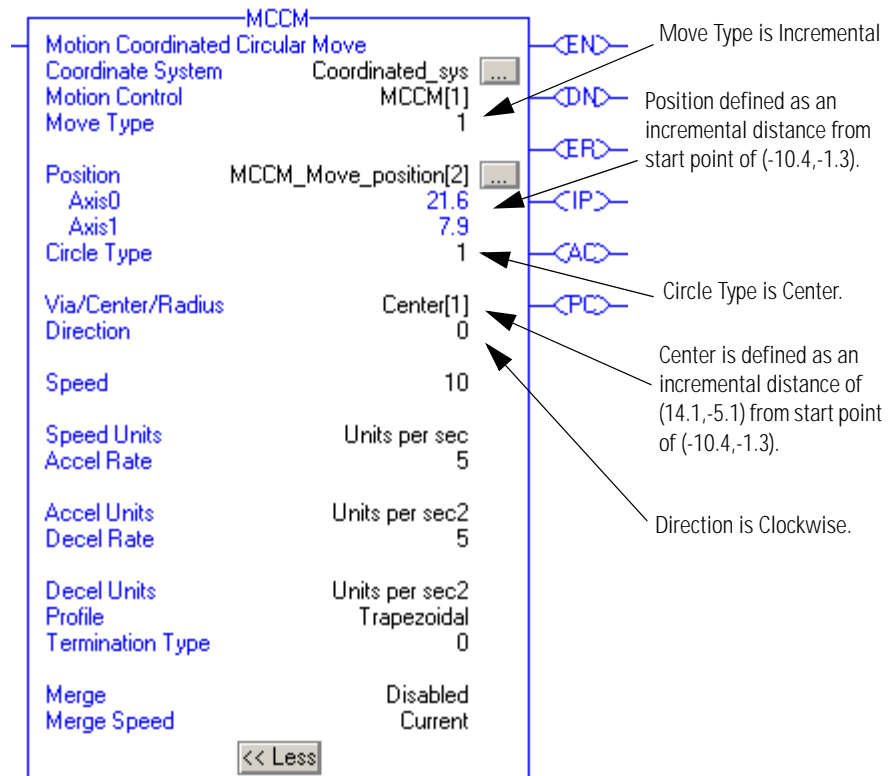 MCCM
Motion Coordinated Circular Move
Coordinate System Coordinated_sys ...
Motion Control MCCM[1]
Move Type 1
Position MCCM_Move_position[2] ...
Axis0 21.6
Axis1 7.9
Circle Type 1
Via/Center/Radius Center[1]
Direction 0
Speed 10
Speed Units Units per sec
Accel Rate 5
Accel Units Units per sec2
Decel Rate 5
Decel Units Units per sec2
Profile Trapezoidal
Termination Type 0
Merge Disabled
Merge Speed Current
<< Less
EN
DN
ER
IP
AC
PC
Move Type is Incremental
Position defined as an
incremental distance from
start point of (-10.4,-1.3).
Circle Type is Center.
Center is defined as an
incremental distance of
(14.1,-5.1) from start point
of (-10.4,-1.3).
Direction is Clockwise.